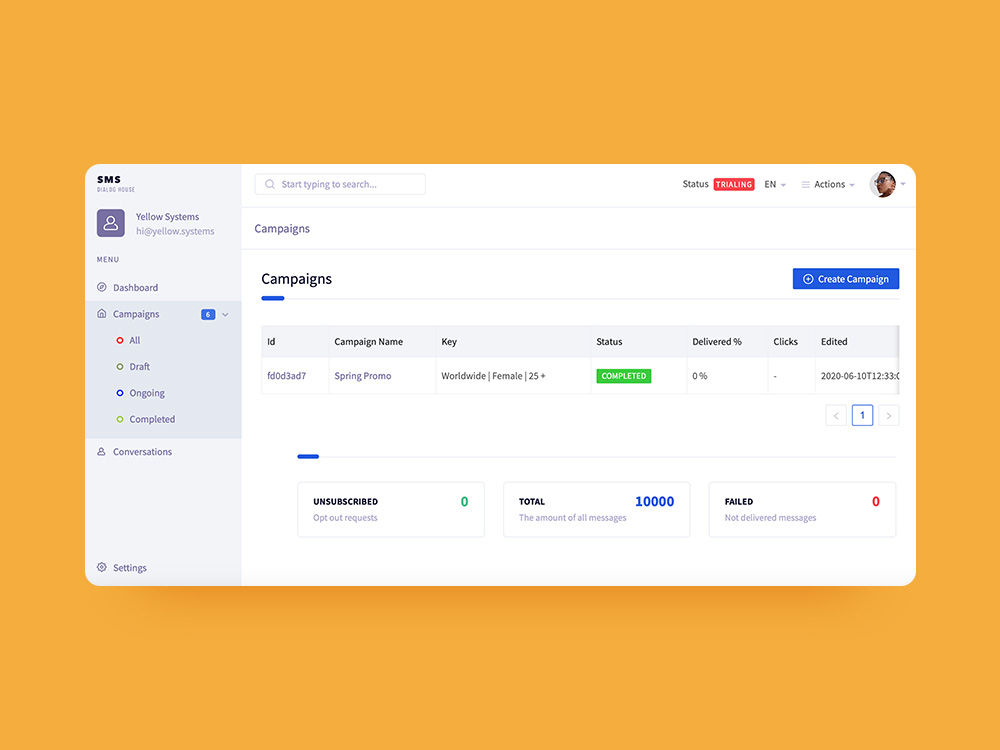 SMS
DIALOG HOUSE
Yellow Systems
hi@yellow.systems
MENU
Dashboard
Campaigns 6
All
Draft
Ongoing
Completed
Conversations
Settings
Start typing to search...
Status TRIALING EN Actions
Campaigns
Campaigns
Create Campaign
Id Campaign Name Key Status Delivered % Clicks Edited
fd0d3ad7 Spring Promo Worldwide | Female | 25 + COMPLETED 0 % - 2020-06-10T12:33:0
< 1 >
UNSUBSCRIBED 0
Opt out requests
TOTAL 10000
The amount of all messages
FAILED 0
Not delivered messages